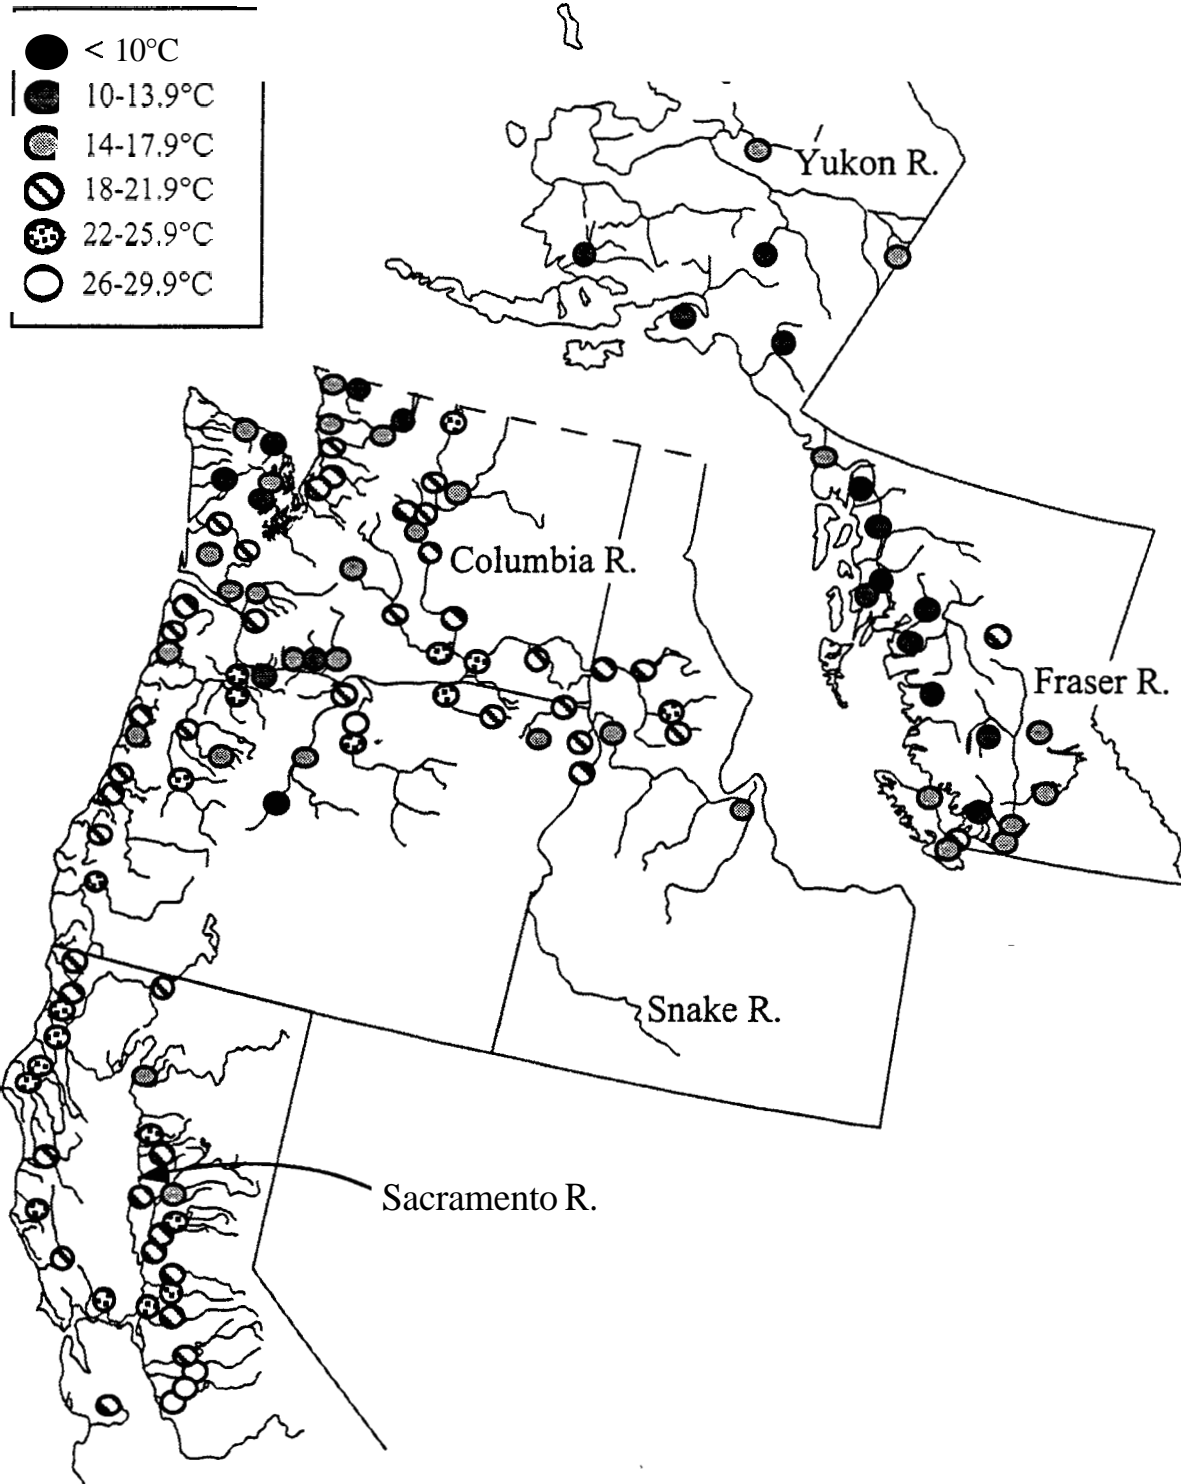 < 10°C
10-13.9°C
14-17.9°C
18-21.9°C
22-25.9°C
26-29.9°C
Yukon R.
Columbia R.
Fraser R.
Snake R.
Sacramento R.